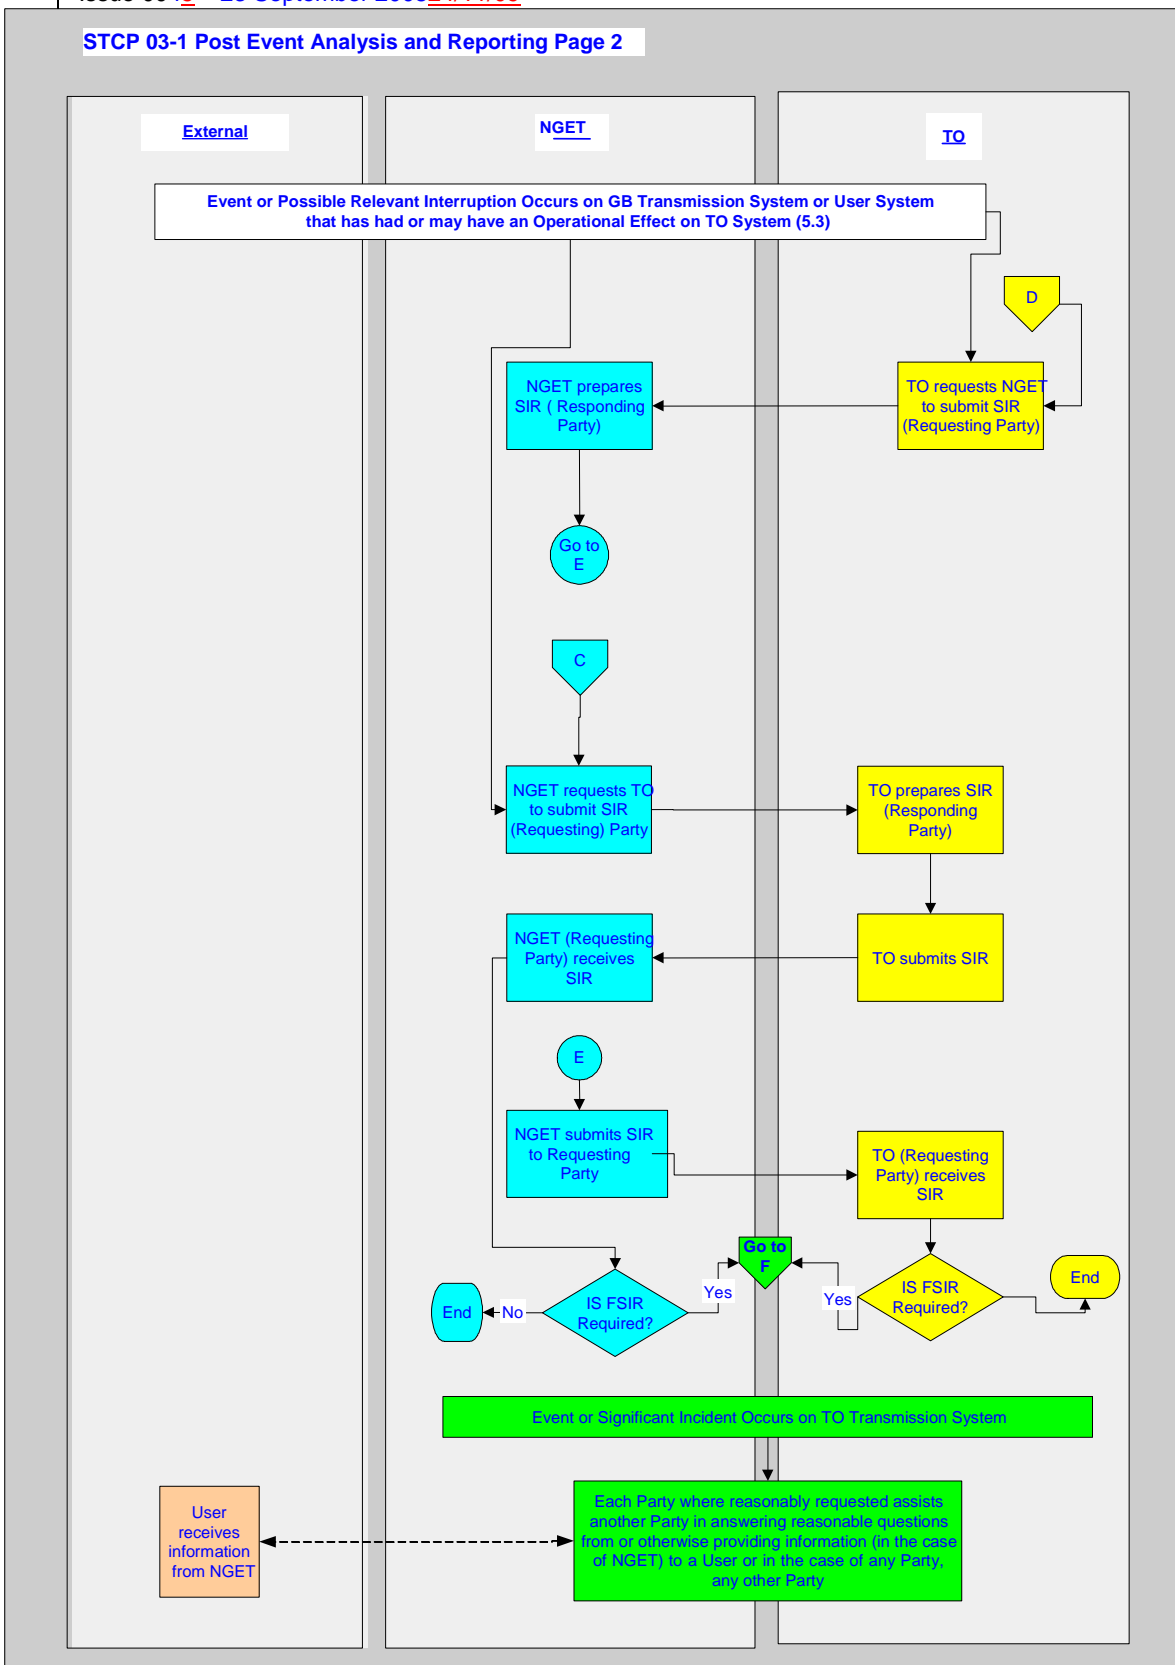 STCP 03-1 Post Event Analysis and Reporting Page 2
External
NGET
TO
Event or Possible Relevant Interruption Occurs on GB Transmission System or User System
that has had or may have an Operational Effect on TO System (5.3)
D
NGET prepares
SIR ( Responding
Party)
TO requests NGET
to submit SIR
(Requesting Party)
Go to
E
C
NGET requests TO
to submit SIR
(Requesting) Party
TO prepares SIR
(Responding
Party)
NGET (Requesting
Party) receives
SIR
TO submits SIR
E
NGET submits SIR
to Requesting
Party
TO (Requesting
Party) receives
SIR
Go to
F
End
No
IS FSIR
Required?
Yes
Yes
IS FSIR
Required?
End
Event or Significant Incident Occurs on TO Transmission System
User
receives
information
from NGET
Each Party where reasonably requested assists
another Party in answering reasonable questions
from or otherwise providing information (in the case
of NGET) to a User or in the case of any Party,
any other Party